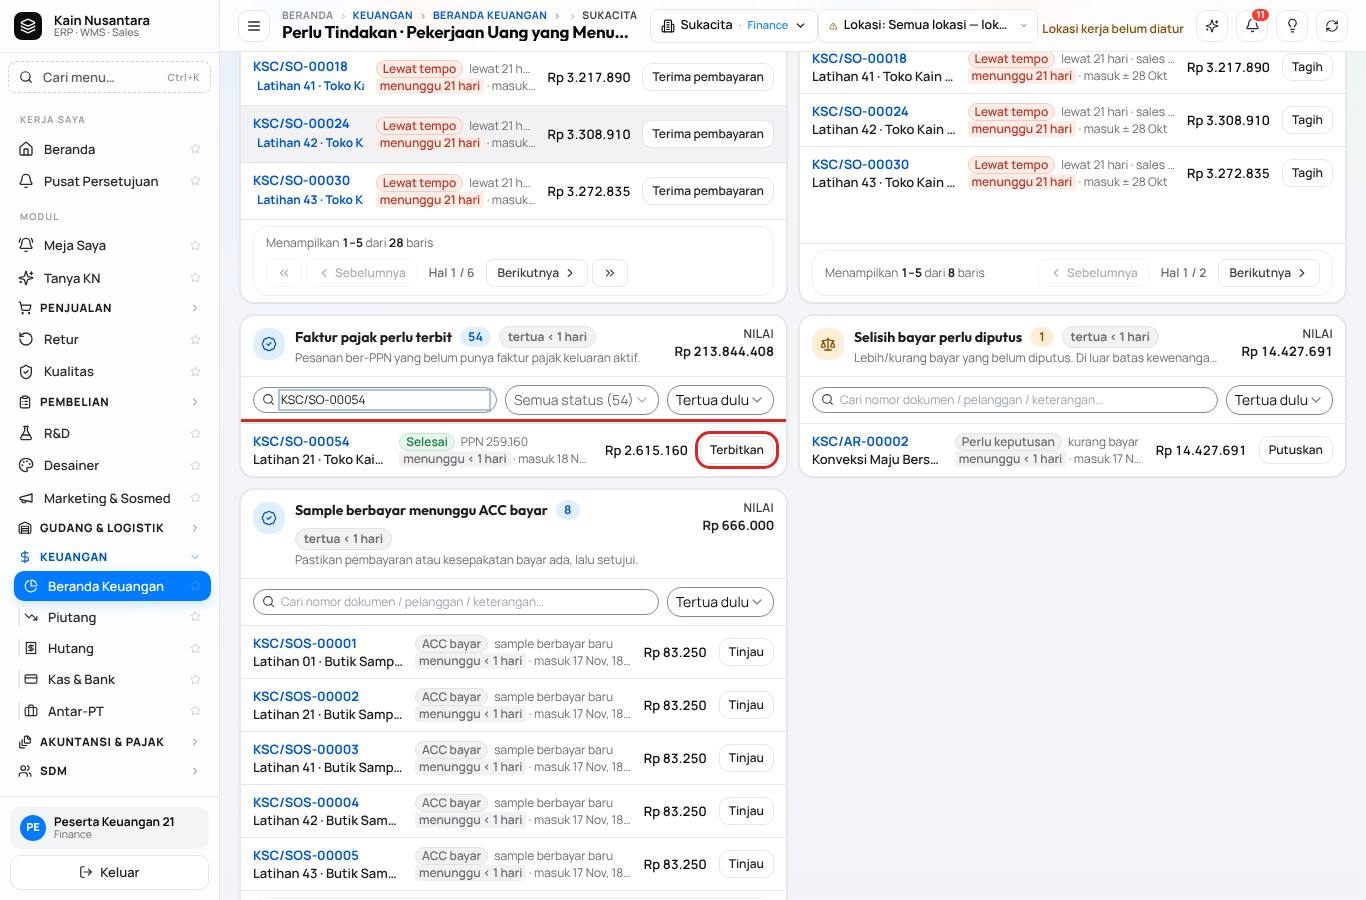 Kain Nusantara
ERP · WMS · Sales
Cari menu...
Ctrl+K
KERJA SAYA
Beranda
Pusat Persetujuan
MODUL
Meja Saya
Tanya KN
PENJUALAN
Retur
Kualitas
PEMBELIAN
R&D
Desainer
Marketing & Sosmed
GUDANG & LOGISTIK
KEUANGAN
Beranda Keuangan
Piutang
Hutang
Kas & Bank
Antar-PT
AKUNTANSI & PAJAK
SDM
PE
Peserta Keuangan 21
Finance
Keluar
BERANDA › KEUANGAN › BERANDA KEUANGAN › › SUKACITA
Perlu Tindakan · Pekerjaan Uang yang Menu...
Sukacita · Finance
Lokasi: Semua lokasi — lok...
Lokasi kerja belum diatur
11
KSC/SO-00018
Latihan 41 · Toko Ka
Lewat tempo lewat 21 h...
menunggu 21 hari · masuk...
Rp 3.217.890
Terima pembayaran
KSC/SO-00024
Latihan 42 · Toko K
Lewat tempo lewat 21 h...
menunggu 21 hari · masuk...
Rp 3.308.910
Terima pembayaran
KSC/SO-00030
Latihan 43 · Toko K
Lewat tempo lewat 21 h...
menunggu 21 hari · masuk...
Rp 3.272.835
Terima pembayaran
Menampilkan 1–5 dari 28 baris
« ‹ Sebelumnya Hal 1 / 6 Berikutnya › »
KSC/SO-00018
Latihan 41 · Toko Kain ...
Lewat tempo lewat 21 hari · sales ...
menunggu 21 hari · masuk ± 28 Okt
Rp 3.217.890
Tagih
KSC/SO-00024
Latihan 42 · Toko Kain ...
Lewat tempo lewat 21 hari · sales ...
menunggu 21 hari · masuk ± 28 Okt
Rp 3.308.910
Tagih
KSC/SO-00030
Latihan 43 · Toko Kain ...
Lewat tempo lewat 21 hari · sales ...
menunggu 21 hari · masuk ± 28 Okt
Rp 3.272.835
Tagih
Menampilkan 1–5 dari 8 baris
‹ Sebelumnya Hal 1 / 2 Berikutnya ›
Faktur pajak perlu terbit 54 tertua < 1 hari
Pesanan ber-PPN yang belum punya faktur pajak keluaran aktif.
NILAI
Rp 213.844.408
KSC/SO-00054
Semua status (54)
Tertua dulu
KSC/SO-00054
Latihan 21 · Toko Kai...
Selesai PPN 259.160
menunggu < 1 hari · masuk 18 N...
Rp 2.615.160
Terbitkan
Selisih bayar perlu diputus 1 tertua < 1 hari
Lebih/kurang bayar yang belum diputus. Di luar batas kewenanga...
NILAI
Rp 14.427.691
Cari nomor dokumen / pelanggan / keterangan...
Tertua dulu
KSC/AR-00002
Konveksi Maju Bers...
Perlu keputusan kurang bayar
menunggu < 1 hari · masuk 17 N...
Rp 14.427.691
Putuskan
Sample berbayar menunggu ACC bayar 8
tertua < 1 hari
Pastikan pembayaran atau kesepakatan bayar ada, lalu setujui.
NILAI
Rp 666.000
Cari nomor dokumen / pelanggan / keterangan...
Tertua dulu
KSC/SOS-00001
Latihan 01 · Butik Samp...
ACC bayar sample berbayar baru
menunggu < 1 hari · masuk 17 Nov, 18...
Rp 83.250
Tinjau
KSC/SOS-00002
Latihan 21 · Butik Samp...
ACC bayar sample berbayar baru
menunggu < 1 hari · masuk 17 Nov, 18...
Rp 83.250
Tinjau
KSC/SOS-00003
Latihan 41 · Butik Samp...
ACC bayar sample berbayar baru
menunggu < 1 hari · masuk 17 Nov, 18...
Rp 83.250
Tinjau
KSC/SOS-00004
Latihan 42 · Butik Sam...
ACC bayar sample berbayar baru
menunggu < 1 hari · masuk 17 Nov, 18...
Rp 83.250
Tinjau
KSC/SOS-00005
Latihan 43 · Butik Sam...
ACC bayar sample berbayar baru
menunggu < 1 hari · masuk 17 Nov, 18...
Rp 83.250
Tinjau